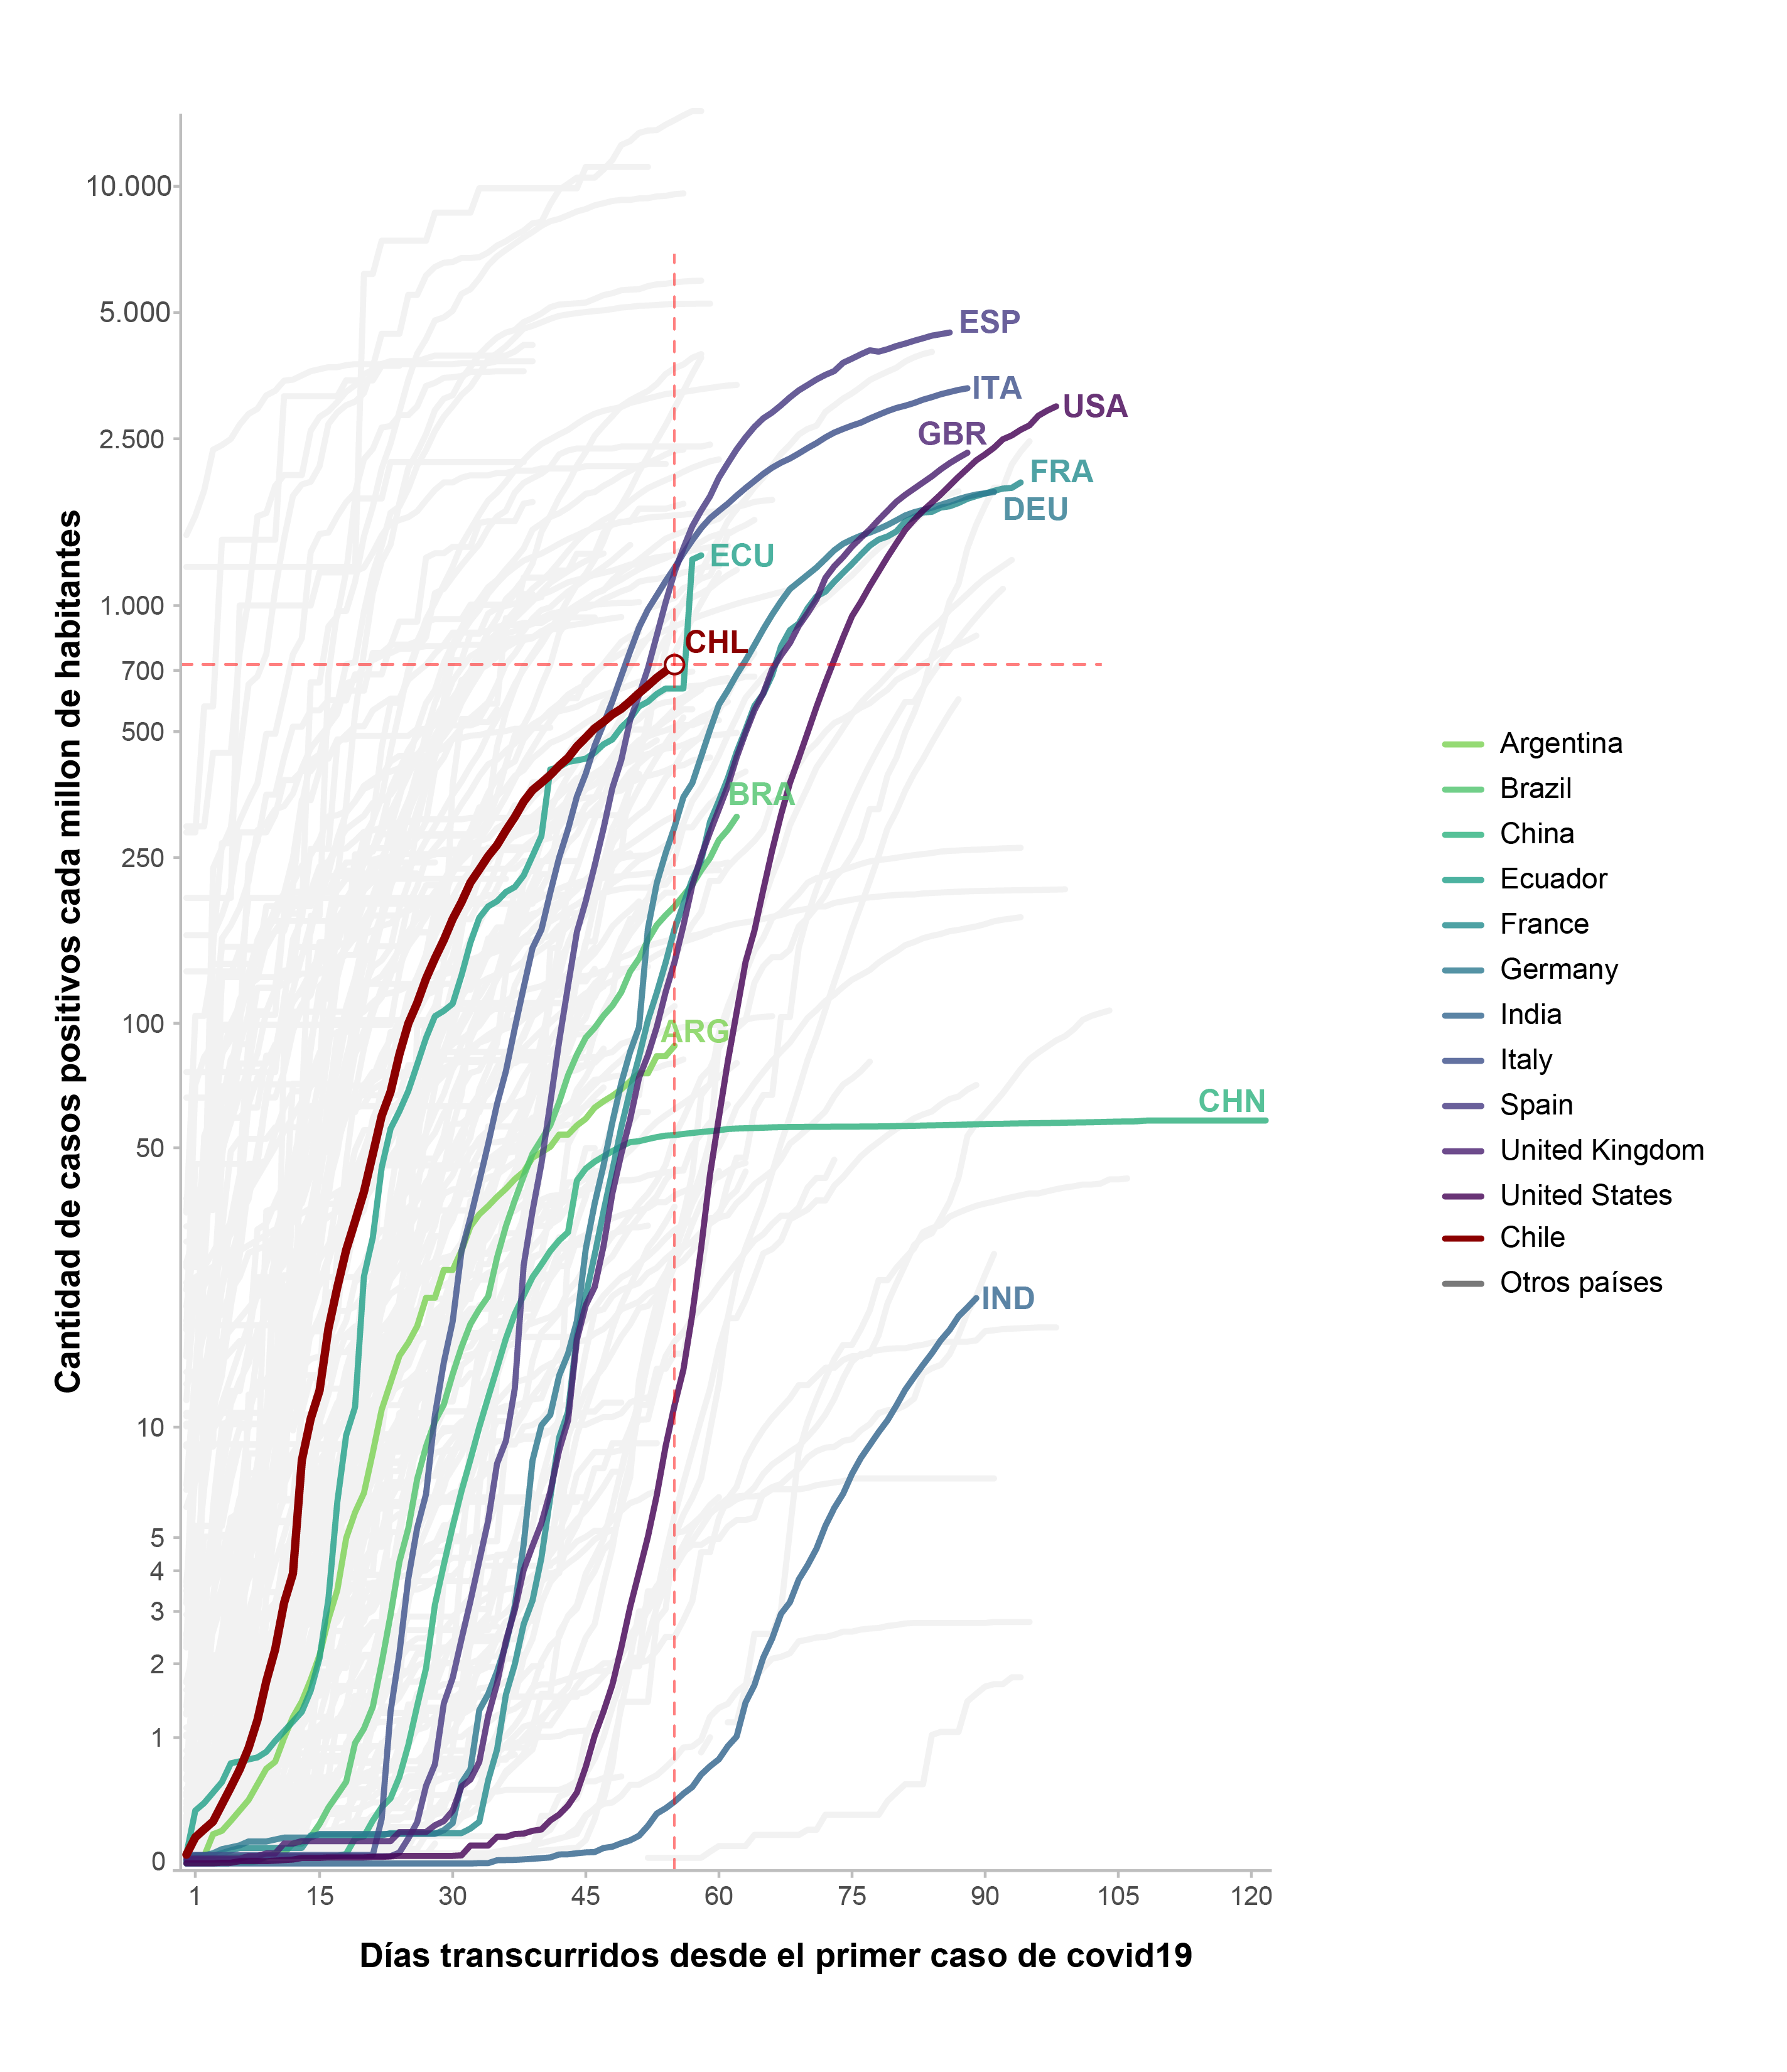 Cantidad de casos positivos cada millon de habitantes
10.000
5.000
2.500
1.000
700
500
250
100
50
10
5
4
3
2
1
0
ESP
ITA
USA
GBR
FRA
DEU
ECU
CHL
BRA
ARG
CHN
IND
1 15 30 45 60 75 90 105 120
Días transcurridos desde el primer caso de covid19
Argentina
Brazil
China
Ecuador
France
Germany
India
Italy
Spain
United Kingdom
United States
Chile
Otros países